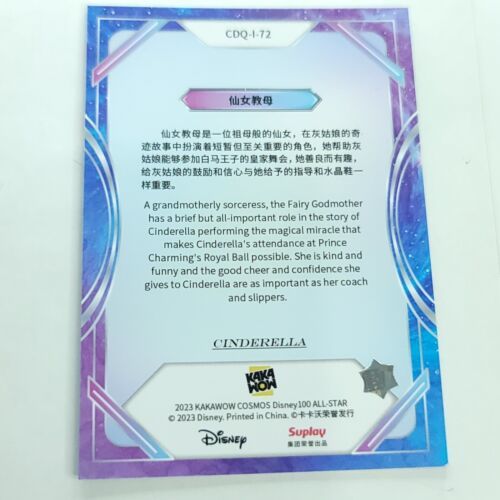 CDQ-I-72
仙女教母
仙女教母是一位祖母般的仙女，在灰姑娘的奇
迹故事中扮演着短暂但至关重要的角色，她帮助灰
姑娘能够参加白马王子的皇家舞会，她善良而有趣，
给灰姑娘的鼓励和信心与她给予的指导和水晶鞋一
样重要。
A grandmotherly sorceress, the Fairy Godmother
has a brief but all-important role in the story of
Cinderella performing the magical miracle that
makes Cinderella's attendance at Prince
Charming's Royal Ball possible. She is kind and
funny and the good cheer and confidence she
gives to Cinderella are as important as her coach
and slippers.
CINDERELLA
KAKA
WOW
2023 KAKAWOW COSMOS Disney100 ALL-STAR
© 2023 Disney. Printed in China. ©卡卡沃荣誉发行
Disney
Suplay
集团荣誉出品